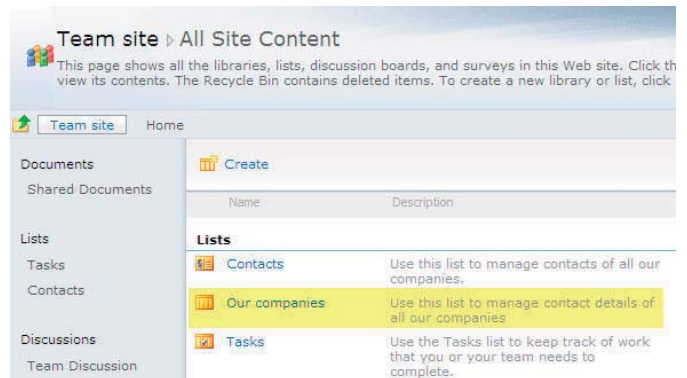 Team site ▹ All Site Content
This page shows all the libraries, lists, discussion boards, and surveys in this Web site. Click
view its contents. The Recycle Bin contains deleted items. To create a new library or list, click
Team site Home
Documents
Shared Documents
Lists
Tasks
Contacts
Discussions
Team Discussion
Create
Name Description
Lists
Contacts Use this list to manage contacts of all our
companies.
Our companies Use this list to manage contact details of
all our companies
Tasks Use the Tasks list to keep track of work
that you or your team needs to
complete.